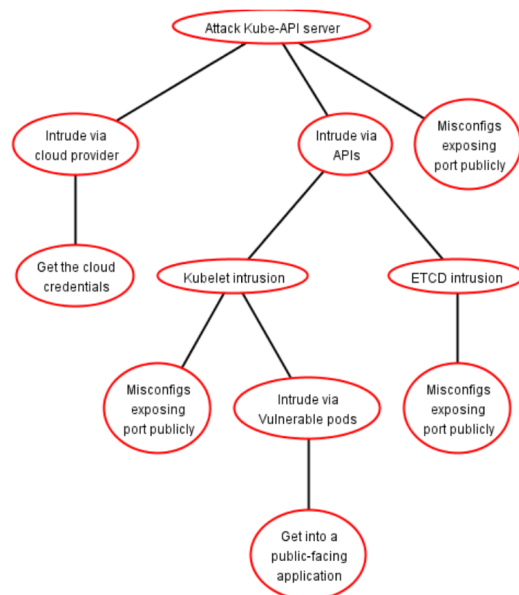 Attack Kube-API server
Intrude via
cloud provider
Intrude via
APIs
Misconfigs
exposing
port publicly
Get the cloud
credentials
Kubelet intrusion
ETCD intrusion
Misconfigs
exposing
port publicly
Intrude via
Vulnerable pods
Misconfigs
exposing
port publicly
Get into a
public-facing
application